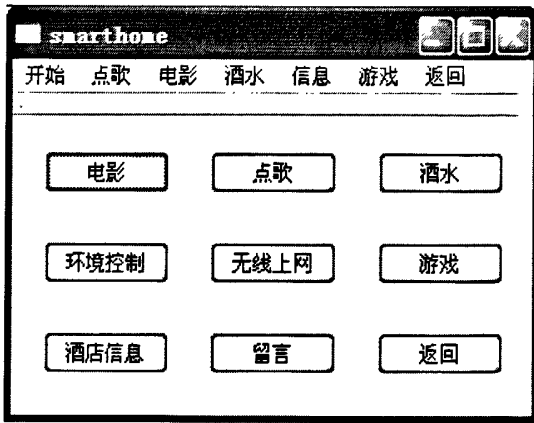 smarthome
开始 点歌 电影 酒水 信息 游戏 返回
电影 点歌 酒水
环境控制 无线上网 游戏
酒店信息 留言 返回